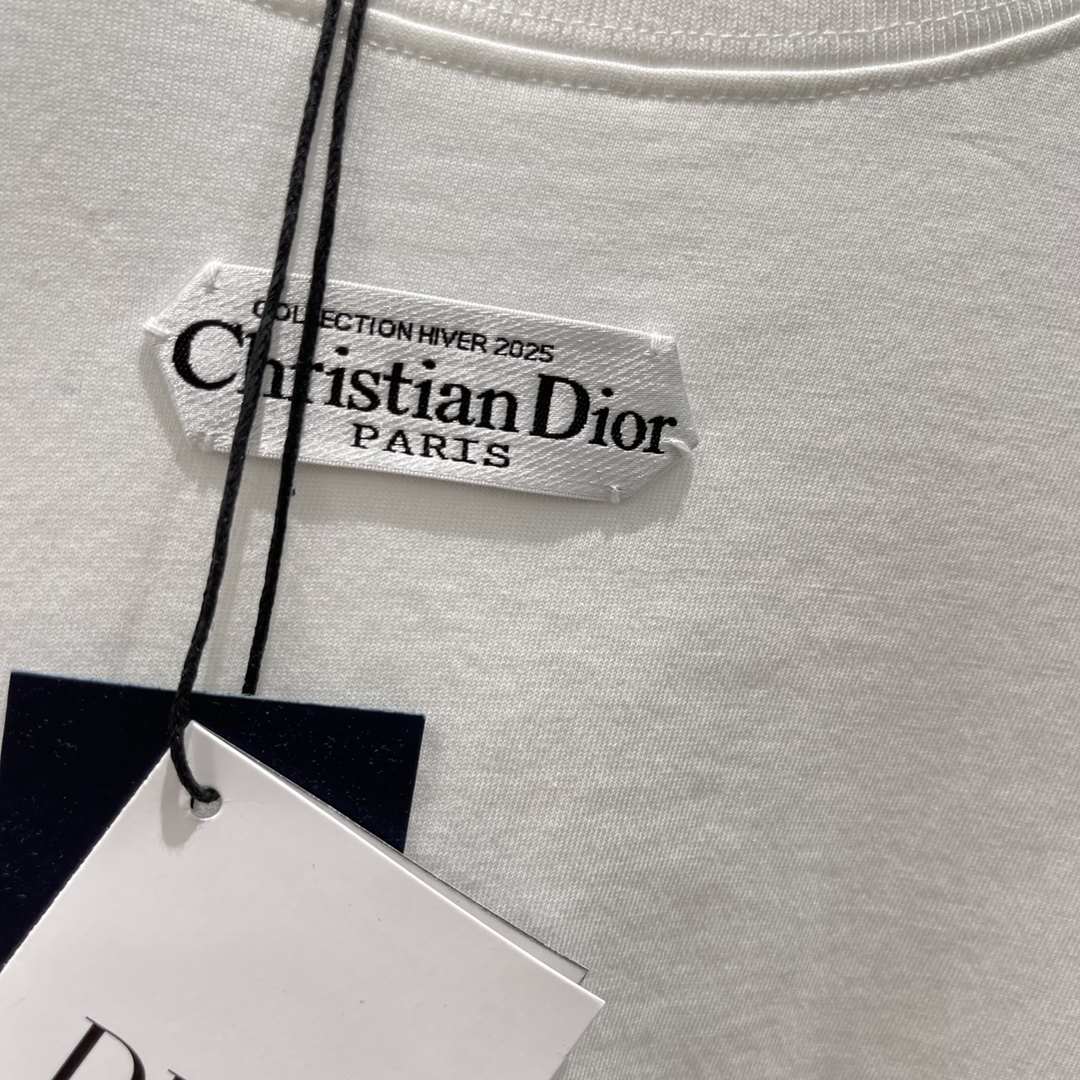 COLLECTION HIVER 2025
Christian Dior
PARIS